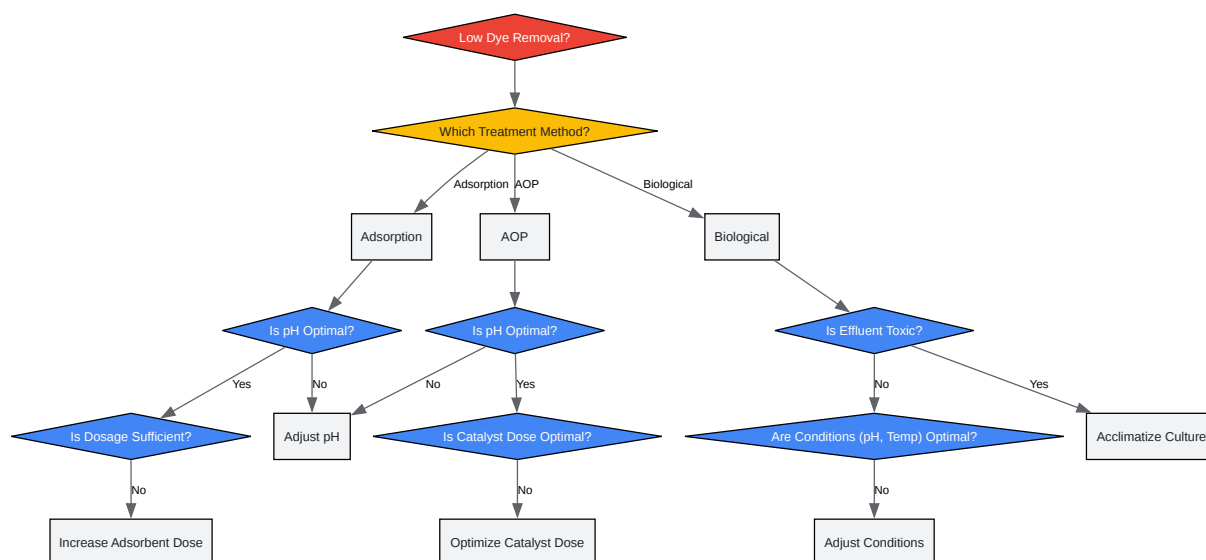 Low Dye Removal?
Which Treatment Method?
Adsorption
AOP
Biological
Adsorption
AOP
Biological
Is pH Optimal?
Is pH Optimal?
Is Effluent Toxic?
Yes
No
No
Yes
No
Yes
Is Dosage Sufficient?
Adjust pH
Is Catalyst Dose Optimal?
Are Conditions (pH, Temp) Optimal?
Acclimatize Culture
No
No
No
Increase Adsorbent Dose
Optimize Catalyst Dose
Adjust Conditions